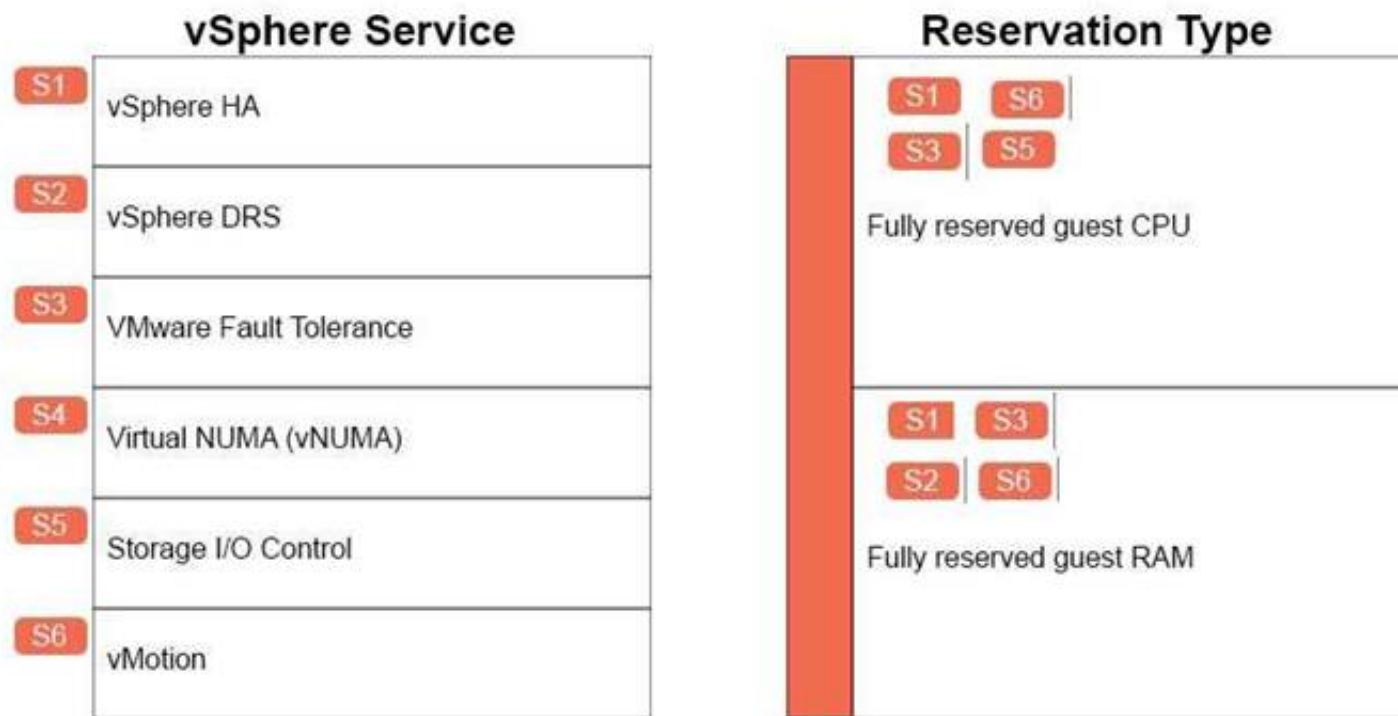 vSphere Service
S1
vSphere HA
S2
vSphere DRS
S3
VMware Fault Tolerance
S4
Virtual NUMA (vNUMA)
S5
Storage I/O Control
S6
vMotion
Reservation Type
S1 S6
S3 S5
Fully reserved guest CPU
S1 S3
S2 S6
Fully reserved guest RAM